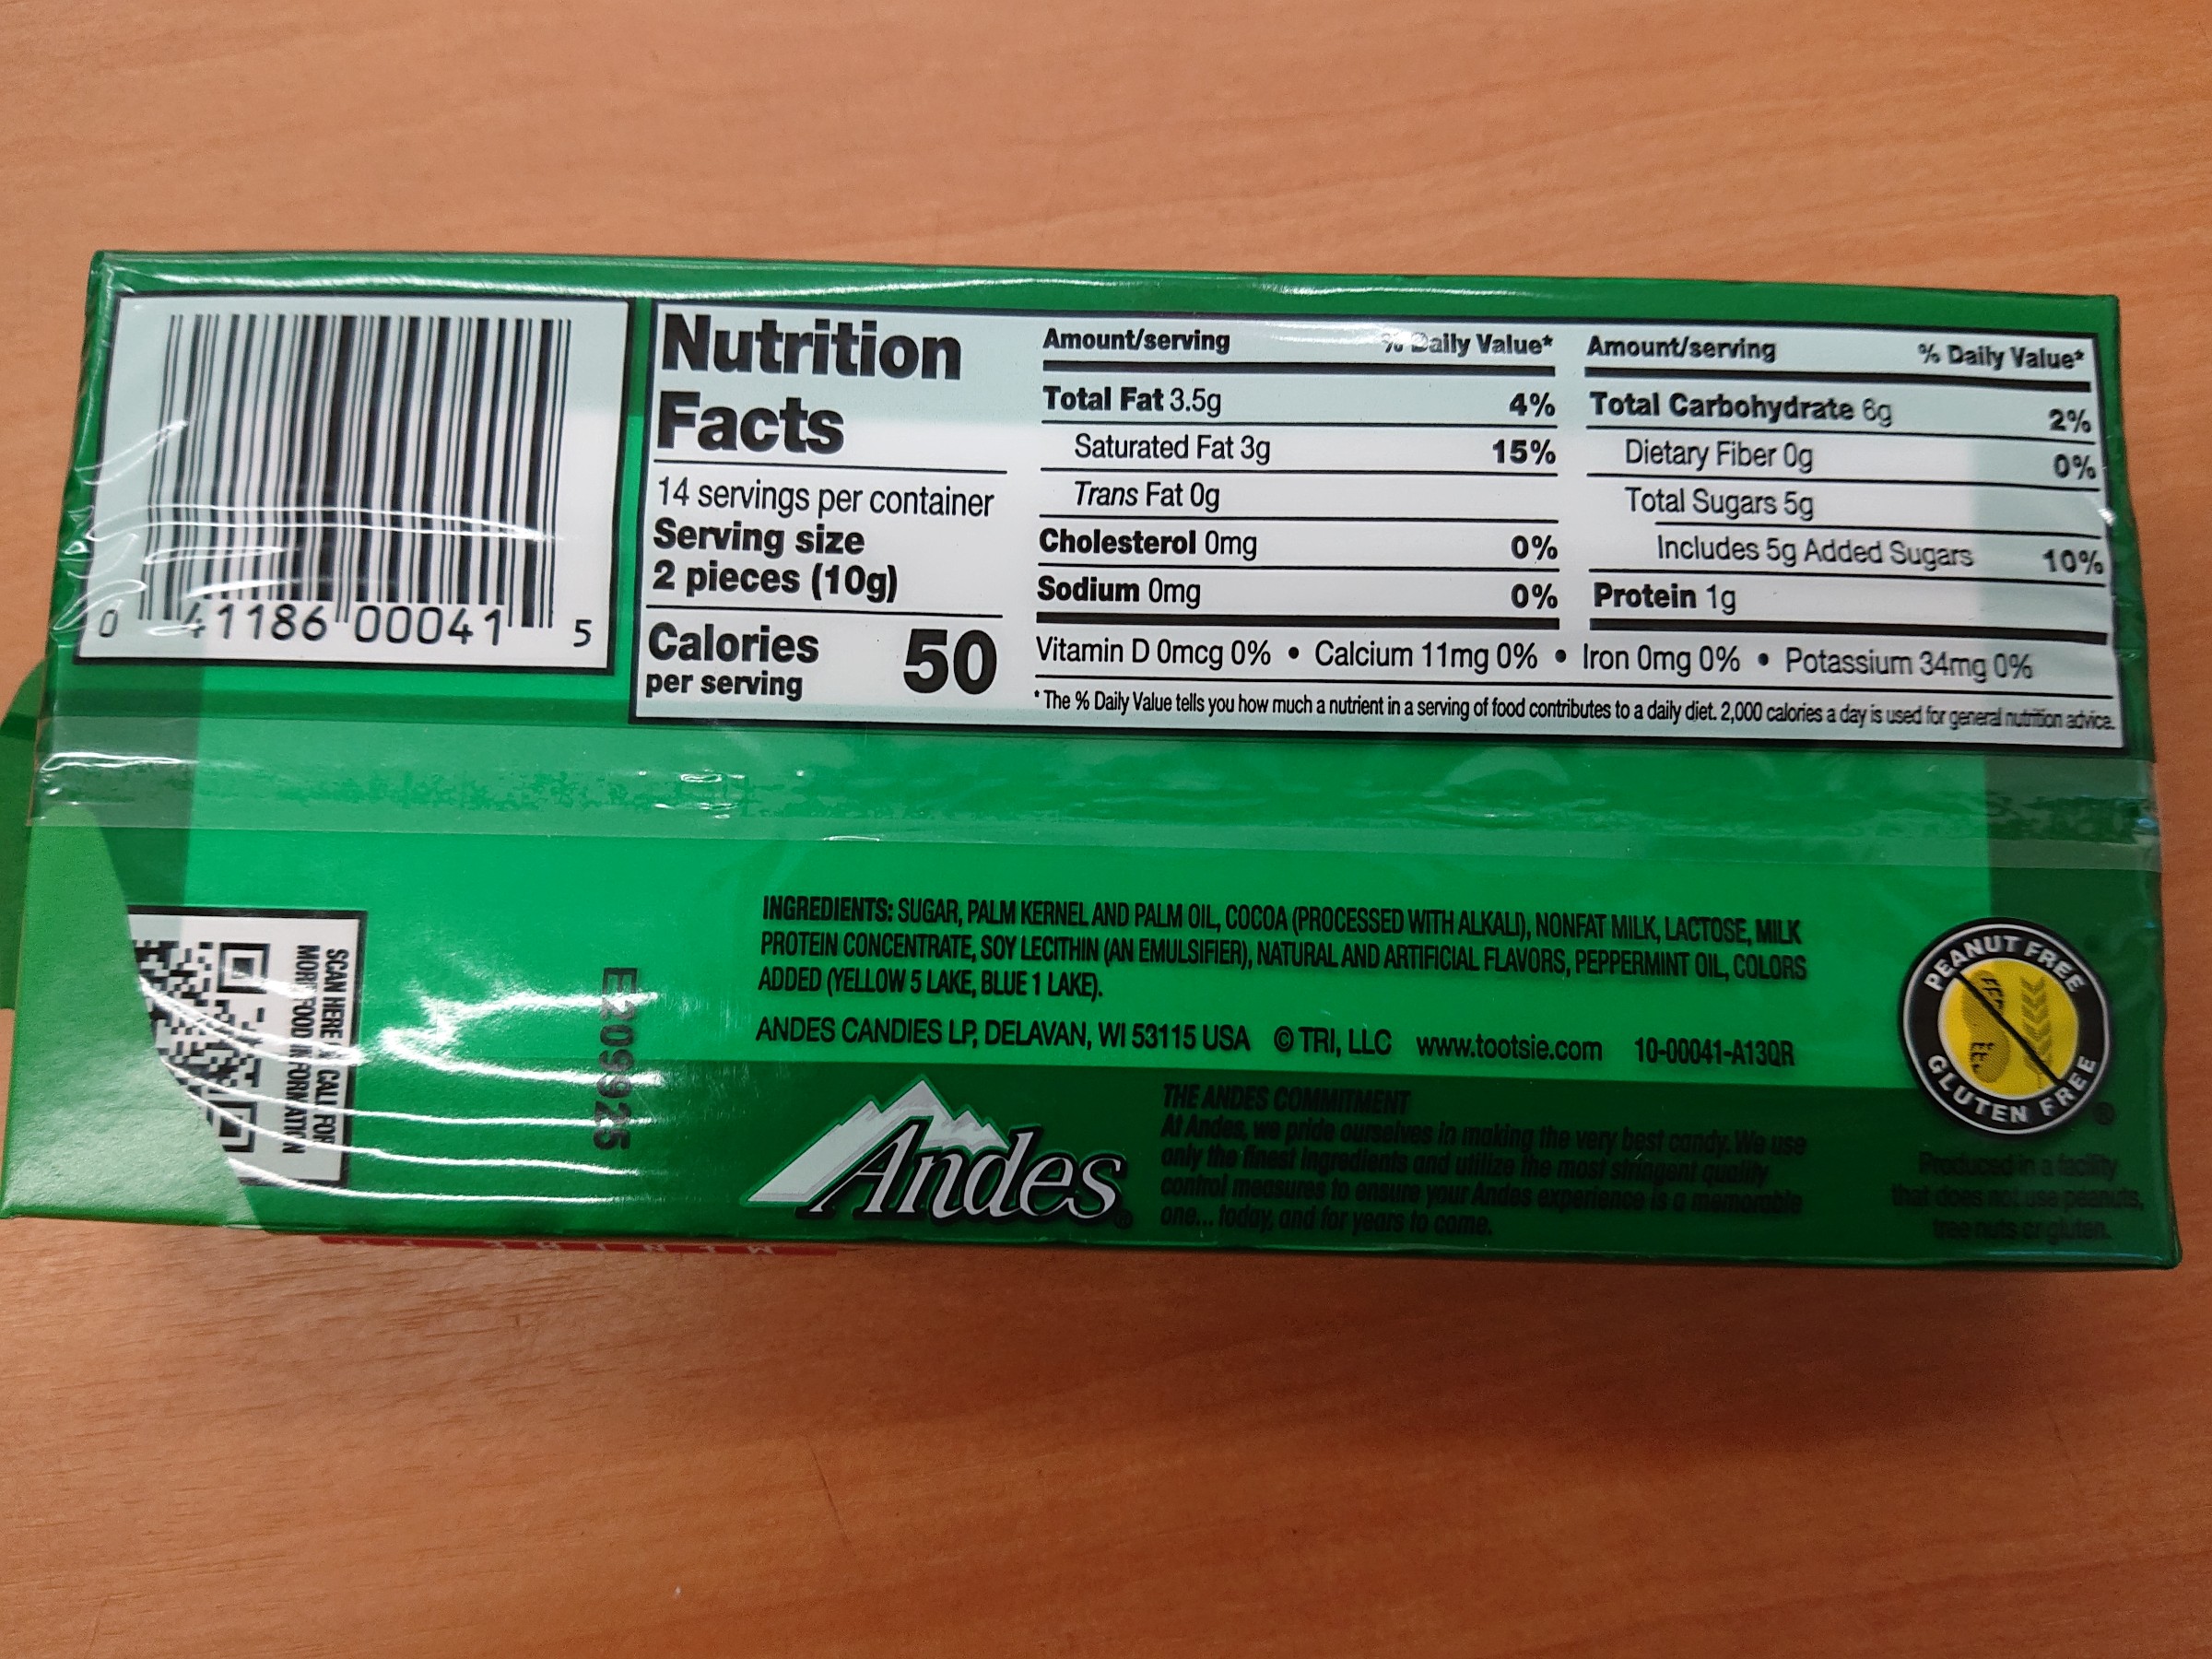 Nutrition
Facts
14 servings per container
Serving size
2 pieces (10g)
Calories 50
per serving
Amount/serving % Daily Value*
Total Fat 3.5g 4%
Saturated Fat 3g 15%
Trans Fat 0g
Cholesterol 0mg 0%
Sodium 0mg 0%
Amount/serving % Daily Value*
Total Carbohydrate 6g 2%
Dietary Fiber 0g 0%
Total Sugars 5g
Includes 5g Added Sugars 10%
Protein 1g
Vitamin D 0mcg 0% • Calcium 11mg 0% • Iron 0mg 0% • Potassium 34mg 0%
* The % Daily Value tells you how much a nutrient in a serving of food contributes to a daily diet. 2,000 calories a day is used for general nutrition advice.
0 41186 00041 5
INGREDIENTS: SUGAR, PALM KERNEL AND PALM OIL, COCOA (PROCESSED WITH ALKALI), NONFAT MILK, LACTOSE, MILK
PROTEIN CONCENTRATE, SOY LECITHIN (AN EMULSIFIER), NATURAL AND ARTIFICIAL FLAVORS, PEPPERMINT OIL, COLORS
ADDED (YELLOW 5 LAKE, BLUE 1 LAKE).
ANDES CANDIES LP, DELAVAN, WI 53115 USA © TRI, LLC www.tootsie.com 10-00041-A13QR
SCAN HERE CALL FOR
MORE FOOD INFORMATION
E209925
Andes®
THE ANDES COMMITMENT
At Andes, we pride ourselves in making the very best candy. We use
only the finest ingredients and utilize the most stringent quality
control measures to ensure your Andes experience is a memorable
one... today, and for years to come.
PEANUT FREE
GLUTEN FREE
®
Produced in a facility
that does not use peanuts,
tree nuts or gluten.